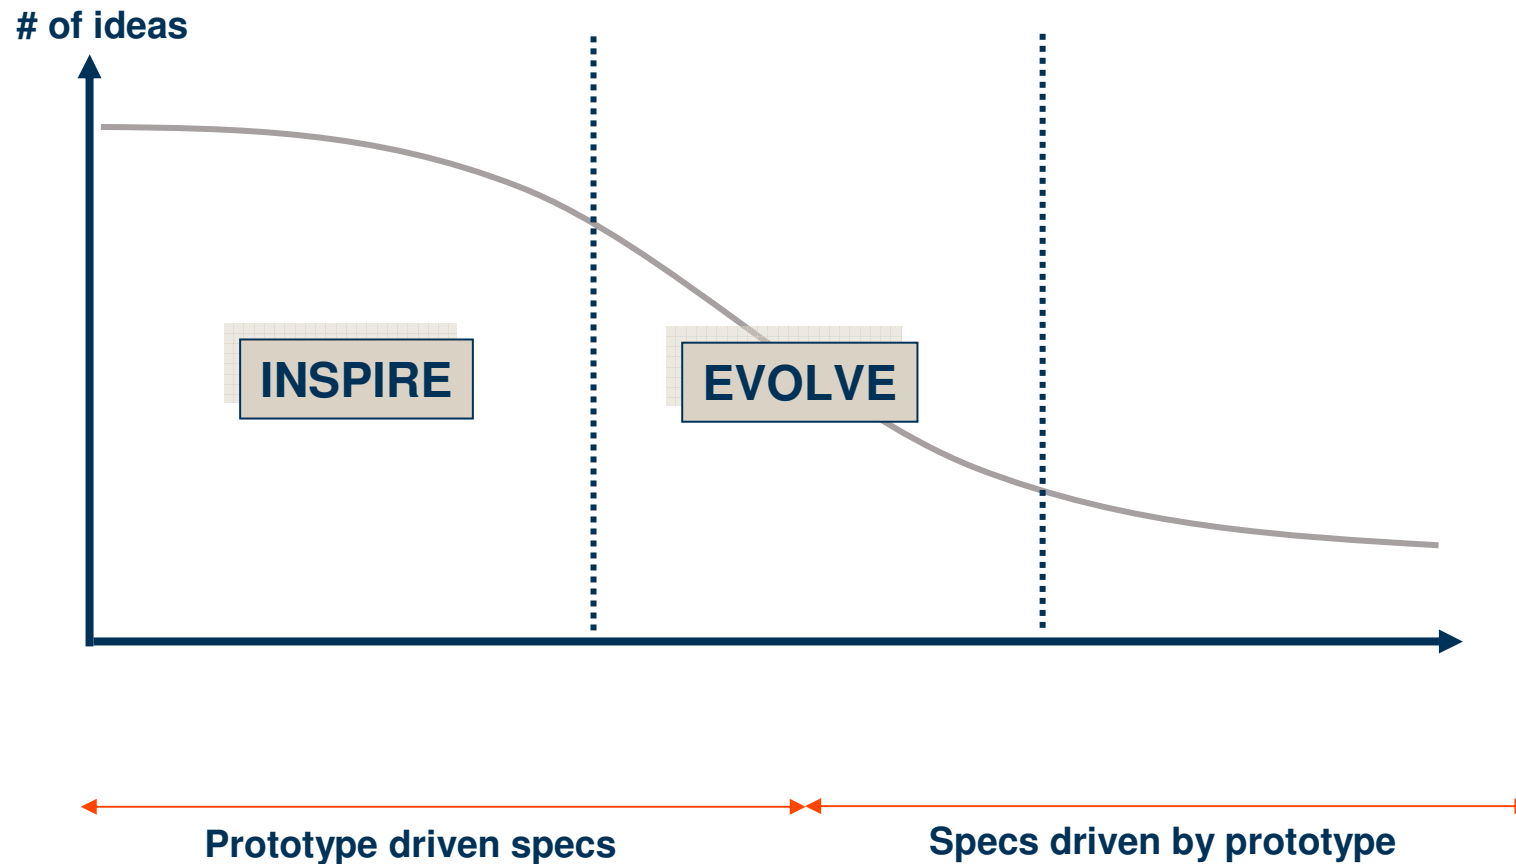 # of ideas
INSPIRE
EVOLVE
Prototype driven specs
Specs driven by prototype